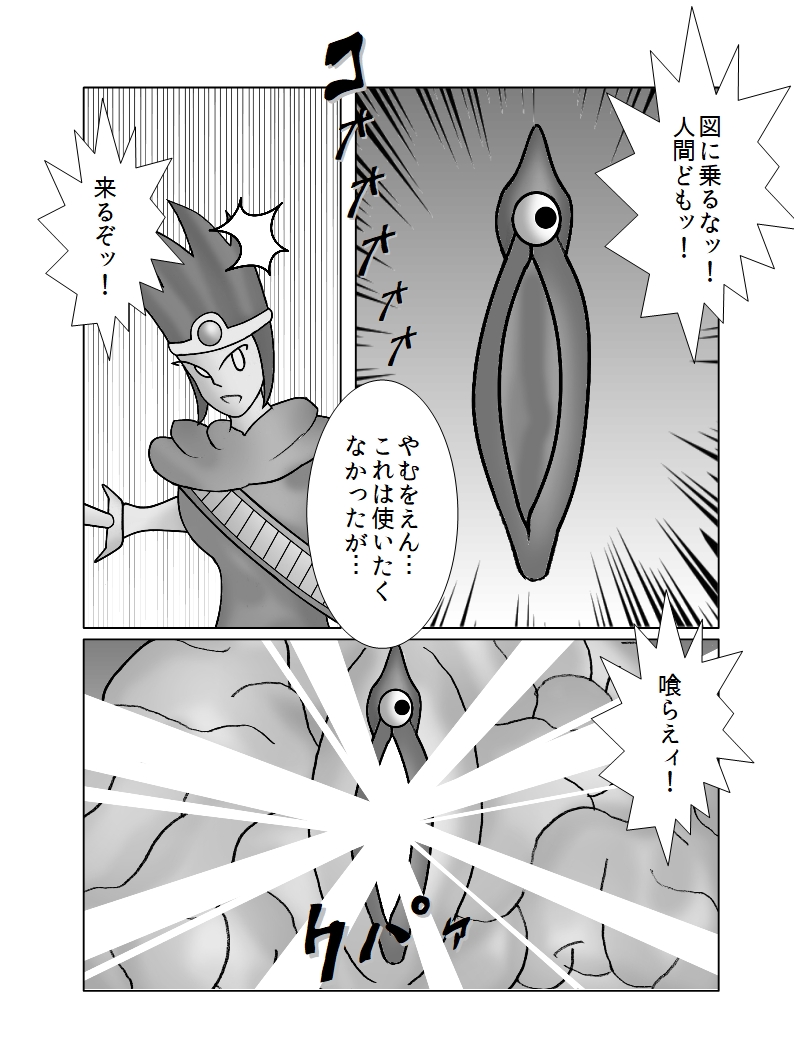 図に乗るなッ!
人間どもッ!
コオオオオオ
やむをえん…
これは使いたく
なかったが…
来るぞッ!
喰らえィ!
クパァ